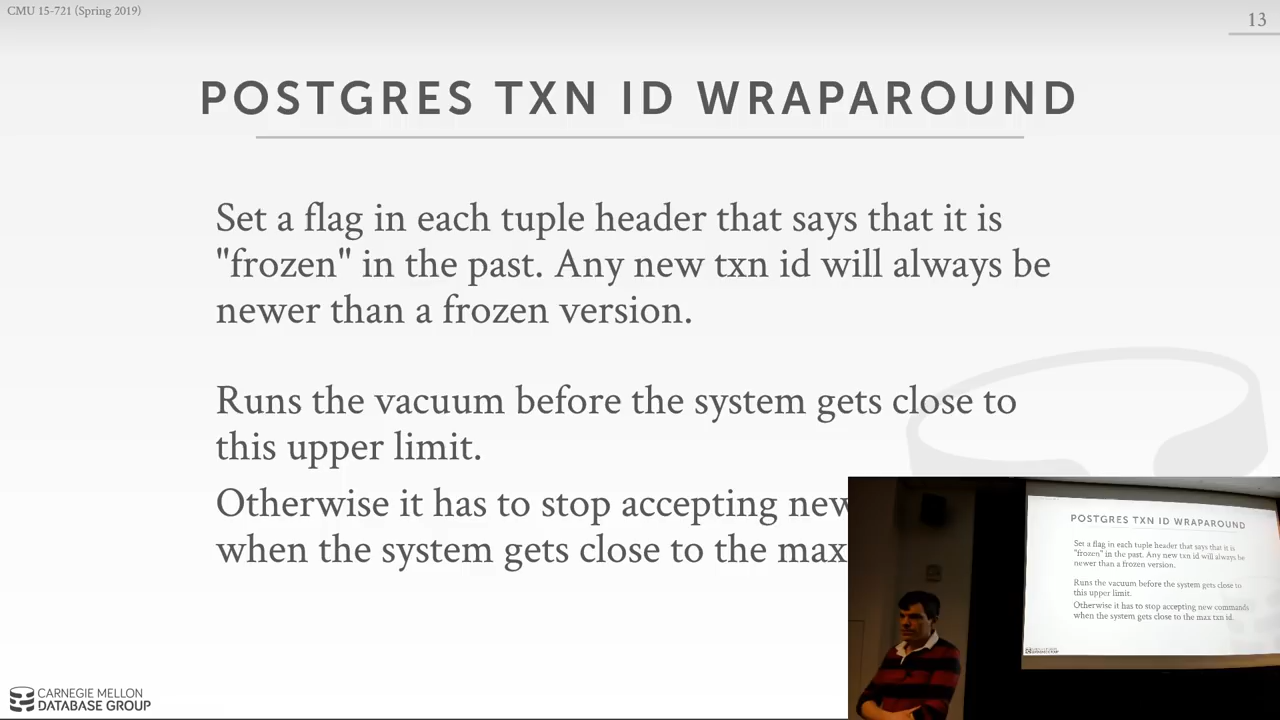 CMU 15-721 (Spring 2019)
13
POSTGRES TXN ID WRAPAROUND
Set a flag in each tuple header that says that it is
"frozen" in the past. Any new txn id will always be
newer than a frozen version.
Runs the vacuum before the system gets close to
this upper limit.
Otherwise it has to stop accepting new
when the system gets close to the max
POSTGRES TXN ID WRAPAROUND
Set a flag in each tuple header that says that it is
"frozen" in the past. Any new txn id will always be
newer than a frozen version.
Runs the vacuum before the system gets close to
this upper limit.
Otherwise it has to stop accepting new commands
when the system gets close to the max txn id.
CARNEGIE MELLON
DATABASE GROUP